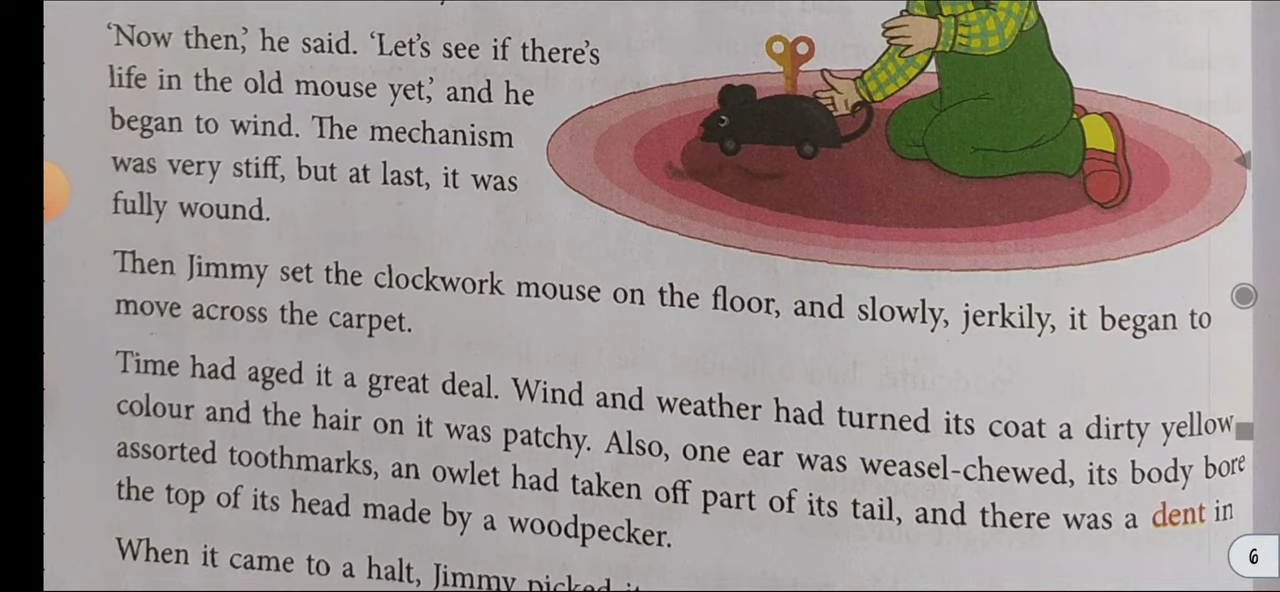 ‘Now then,’ he said. ‘Let’s see if there’s
life in the old mouse yet,’ and he
began to wind. The mechanism
was very stiff, but at last, it was
fully wound.
Then Jimmy set the clockwork mouse on the floor, and slowly, jerkily, it began to
move across the carpet.
Time had aged it a great deal. Wind and weather had turned its coat a dirty yellow
colour and the hair on it was patchy. Also, one ear was weasel-chewed, its body bore
assorted toothmarks, an owlet had taken off part of its tail, and there was a dent in
the top of its head made by a woodpecker.
When it came to a halt, Jimmy picked it
6